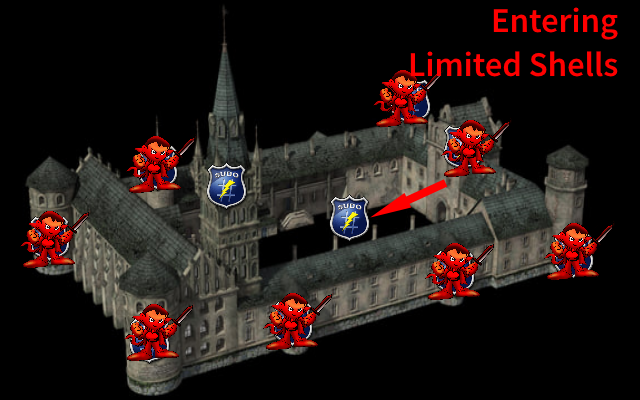 Entering
Limited Shells
SUDO
SUDO